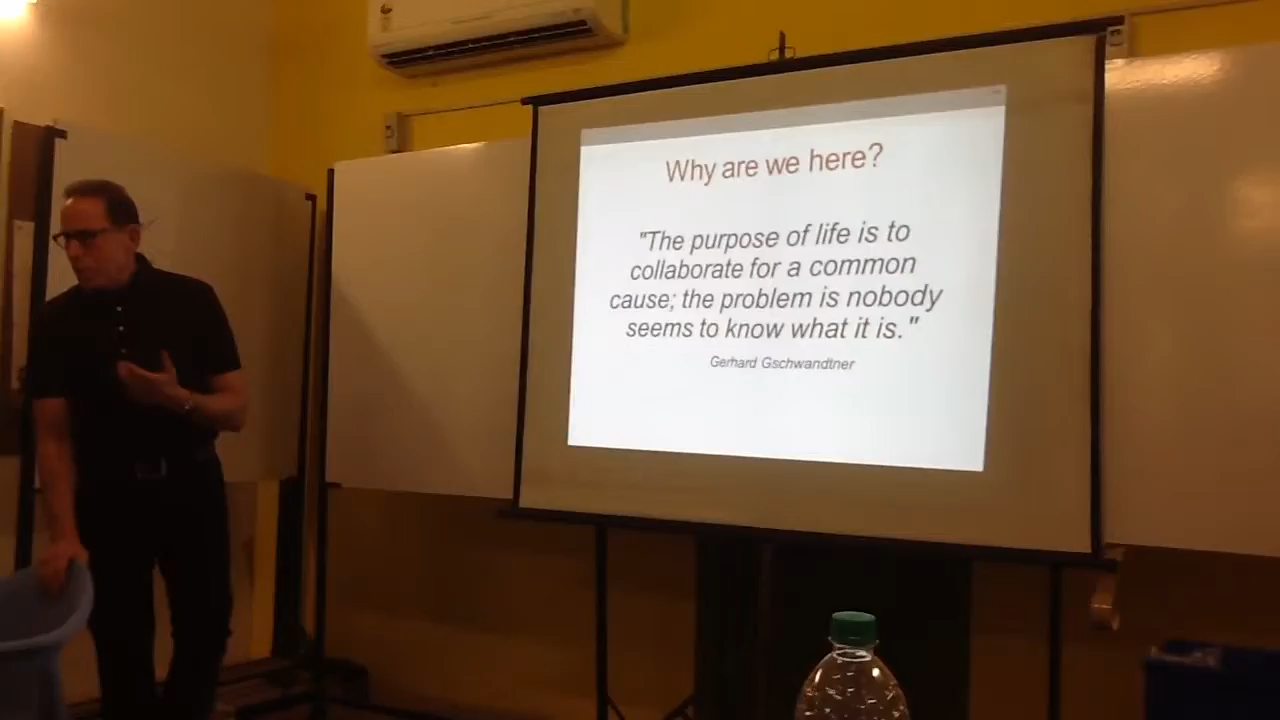 Why are we here?
"The purpose of life is to
collaborate for a common
cause; the problem is nobody
seems to know what it is."
Gerhard Gschwandtner